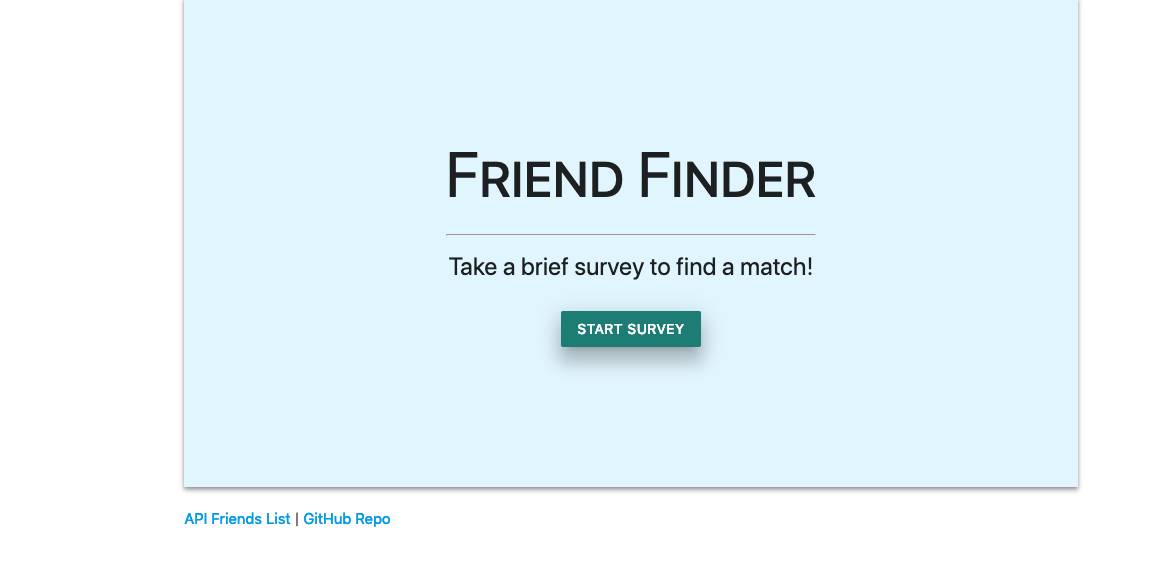 Friend Finder
Take a brief survey to find a match!
START SURVEY
API Friends List | GitHub Repo